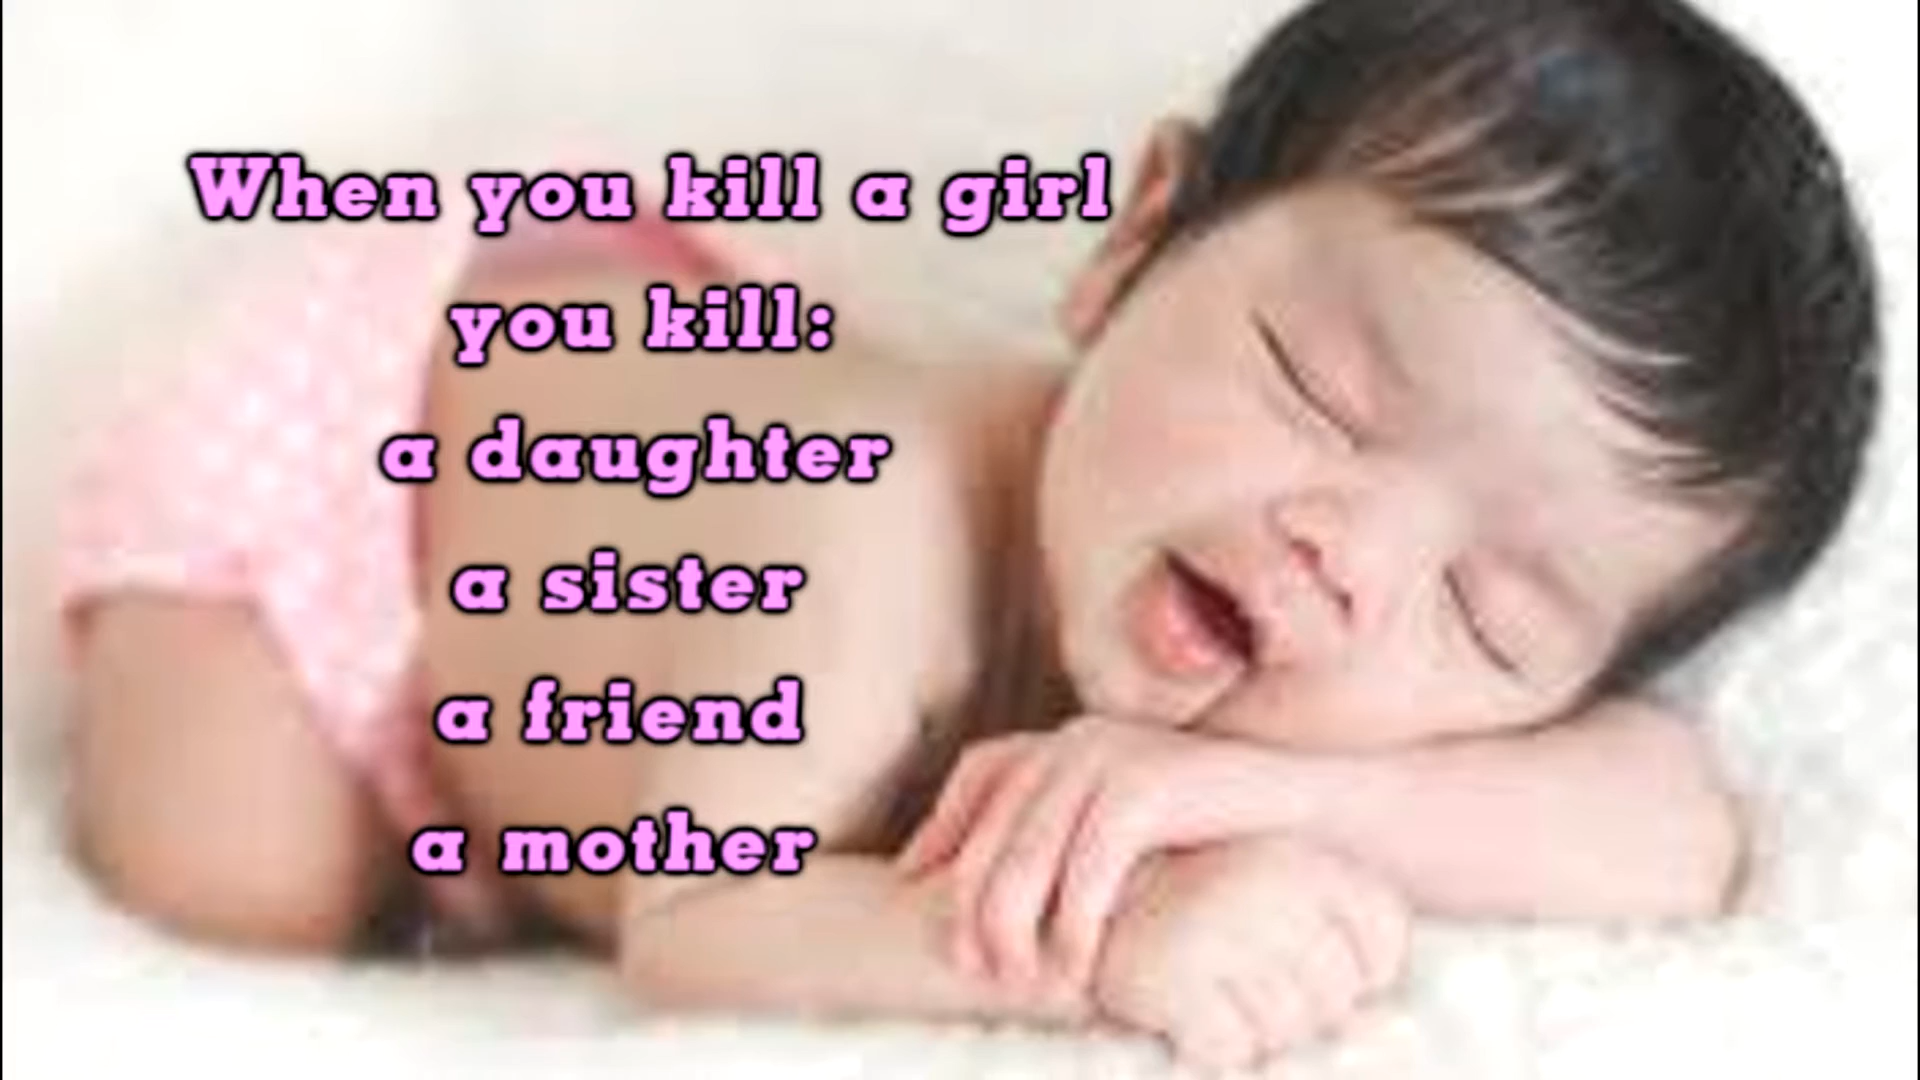 When you kill a girl
you kill:
a daughter
a sister
a friend
a mother